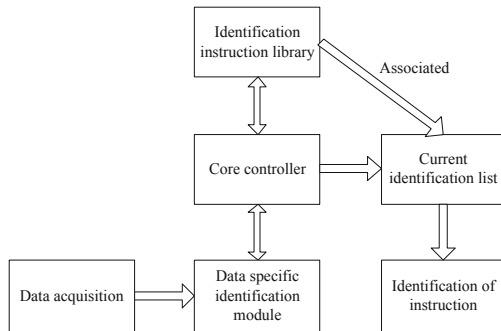 Identification
instruction library
Associated
Core controller
Current
identification list
Data acquisition
Data specific
identification
module
Identification of
instruction